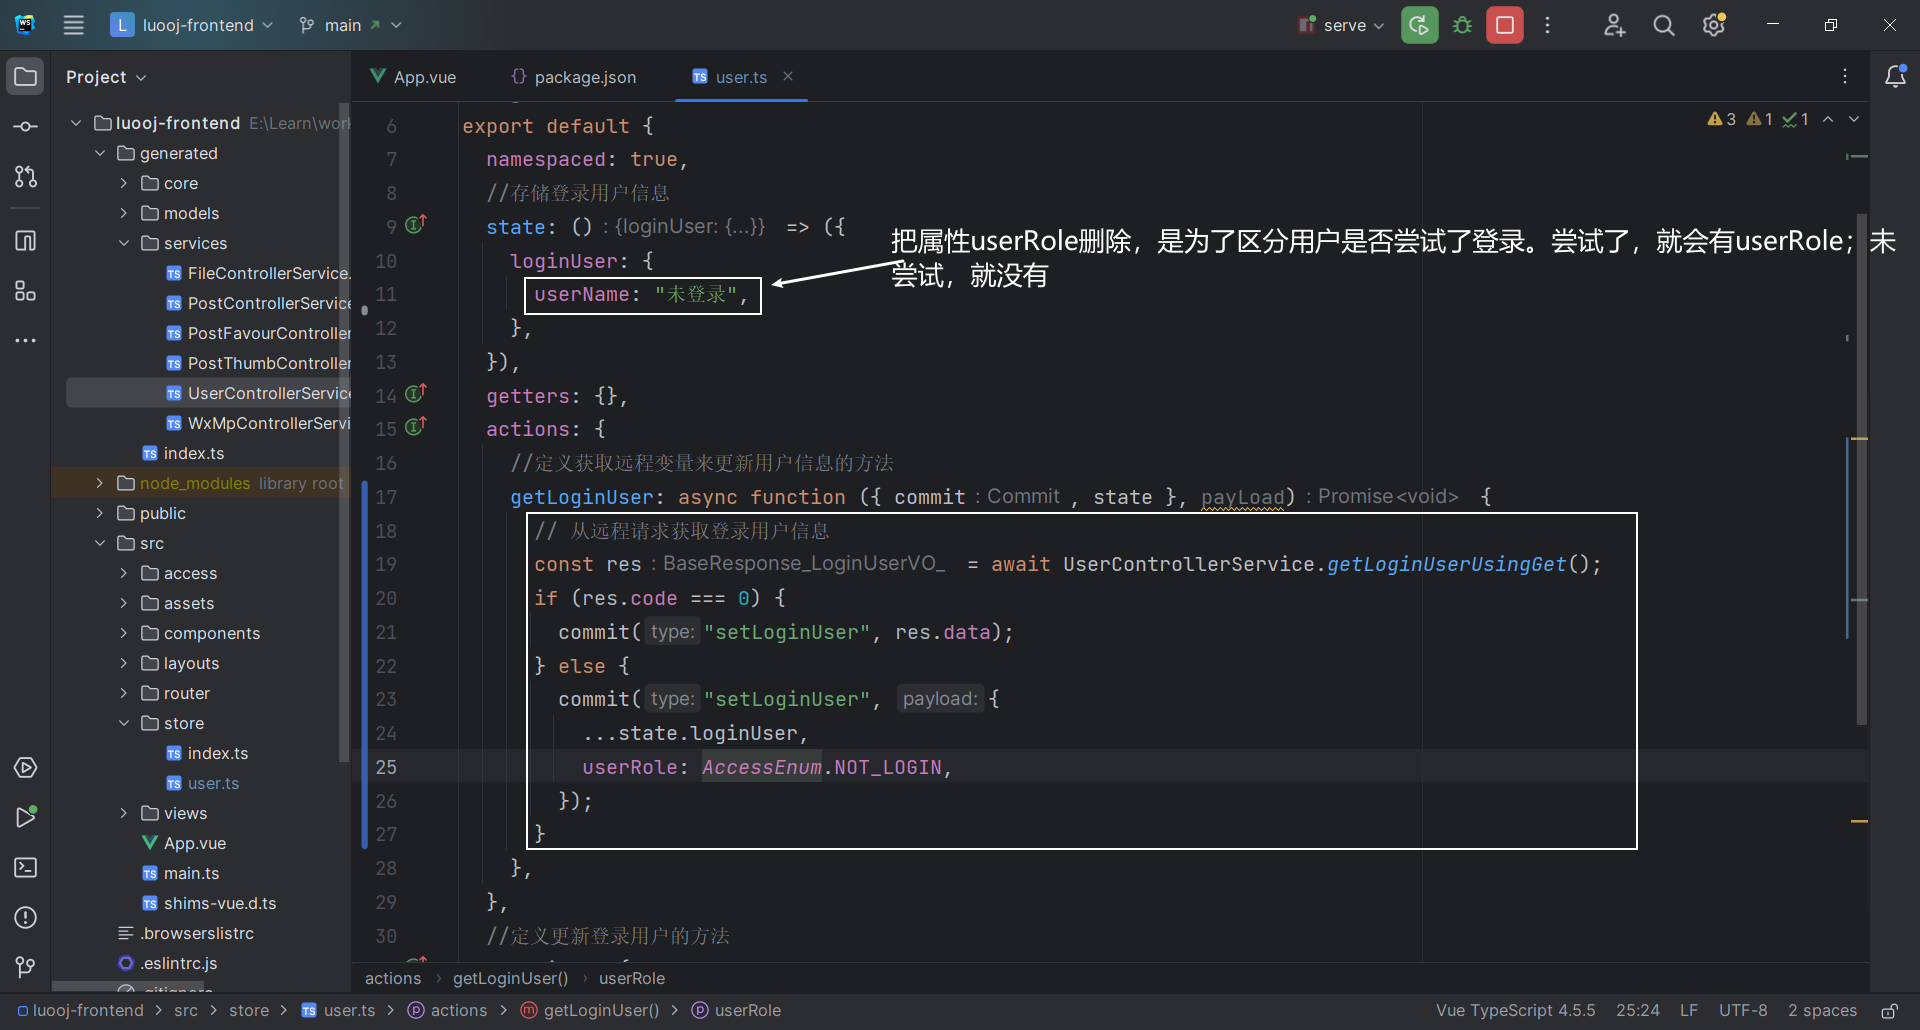 L luooj-frontend main serve
Project
App.vue package.json user.ts
luooj-frontend E:\Learn\work
generated
core
models
services
FileControllerService.
PostControllerService
PostFavourController
PostThumbController
UserControllerService
WxMpControllerServi
index.ts
node_modules library root
public
src
access
assets
components
layouts
router
store
index.ts
user.ts
views
App.vue
main.ts
shims-vue.d.ts
.browserslistrc
.eslintrc.js
3 1 1
6 export default {
7 namespaced: true,
8 //存储登录用户信息
9 state: () : {loginUser: {...}} => ({
10 loginUser: {
11 userName: "未登录",
12 },
13 }),
14 getters: {},
15 actions: {
16 //定义获取远程变量来更新用户信息的方法
17 getLoginUser: async function ({ commit : Commit , state }, payLoad) : Promise<void> {
18 // 从远程请求获取登录用户信息
19 const res : BaseResponse_LoginUserVO_ = await UserControllerService.getLoginUserUsingGet();
20 if (res.code === 0) {
21 commit( type: "setLoginUser", res.data);
22 } else {
23 commit( type: "setLoginUser", payload: {
24 ...state.loginUser,
25 userRole: AccessEnum.NOT_LOGIN,
26 });
27 }
28 },
29 },
30 //定义更新登录用户的方法
把属性userRole删除，是为了区分用户是否尝试了登录。尝试了，就会有userRole；未
尝试，就没有
actions › getLoginUser() › userRole
luooj-frontend > src > store > user.ts > actions > getLoginUser() > userRole
Vue TypeScript 4.5.5 25:24 LF UTF-8 2 spaces